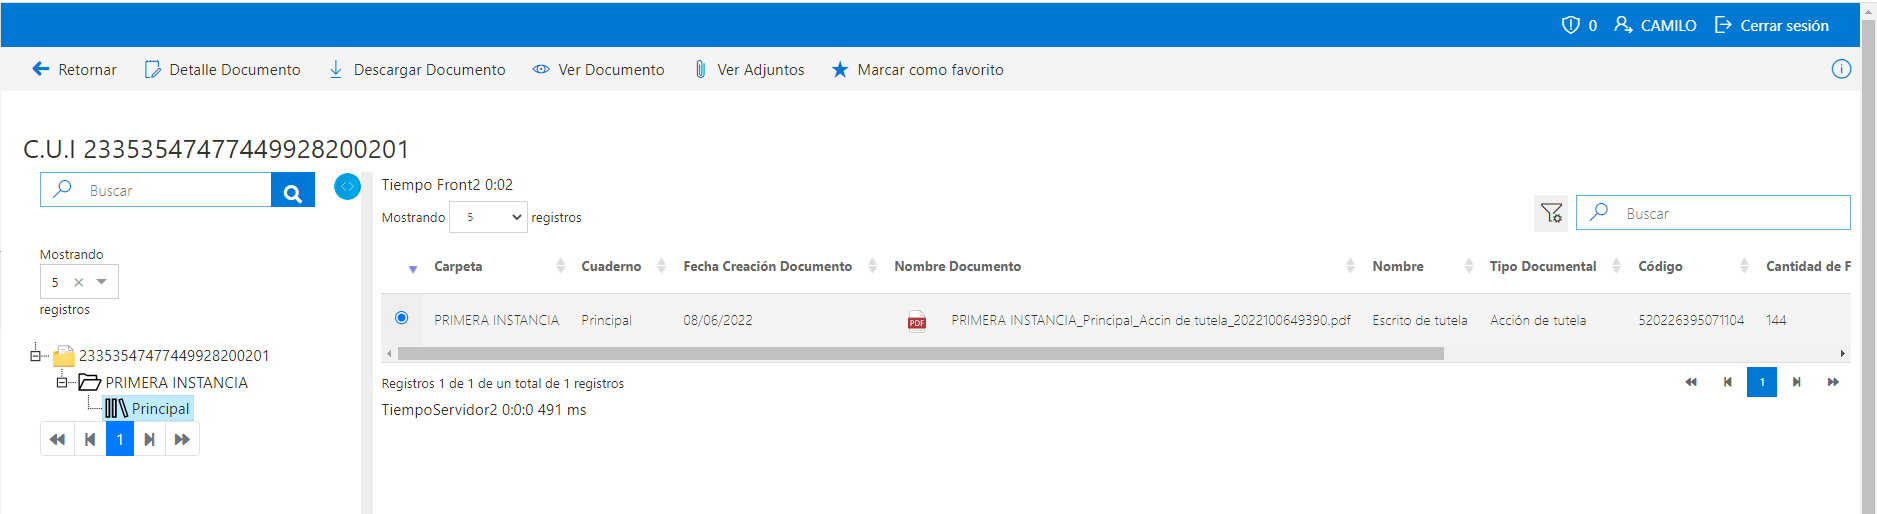 0 CAMILO Cerrar sesión
Retornar Detalle Documento Descargar Documento Ver Documento Ver Adjuntos Marcar como favorito
C.U.I 23353547477449928200201
Buscar
Mostrando
5
registros
23353547477449928200201
PRIMERA INSTANCIA
Principal
1
Tiempo Front2 0:02
Mostrando 5 registros
Buscar
Carpeta Cuaderno Fecha Creación Documento Nombre Documento Nombre Tipo Documental Código Cantidad de F
PRIMERA INSTANCIA Principal 08/06/2022 PDF PRIMERA INSTANCIA_Principal_Accin de tutela_2022100649390.pdf Escrito de tutela Acción de tutela 520226395071104 144
Registros 1 de 1 de un total de 1 registros
1
TiempoServidor2 0:0:0 491 ms